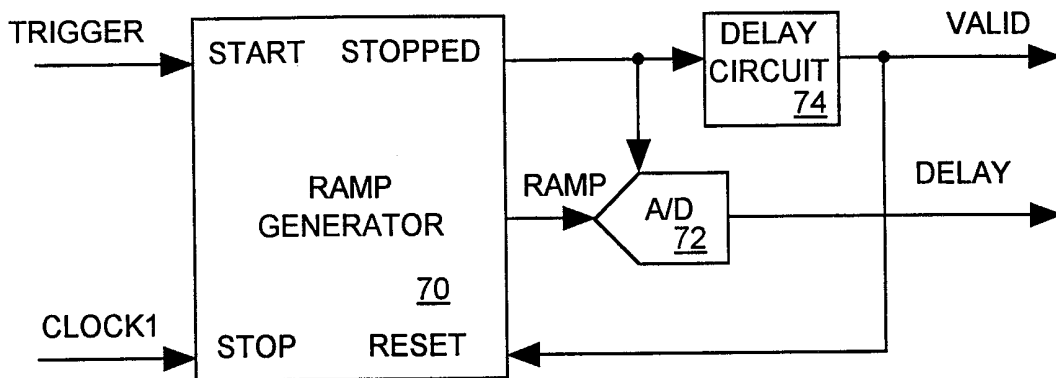 TRIGGER
START STOPPED
DELAY
CIRCUIT
74
VALID
RAMP
GENERATOR
70
RAMP
A/D
72
DELAY
CLOCK1
STOP RESET